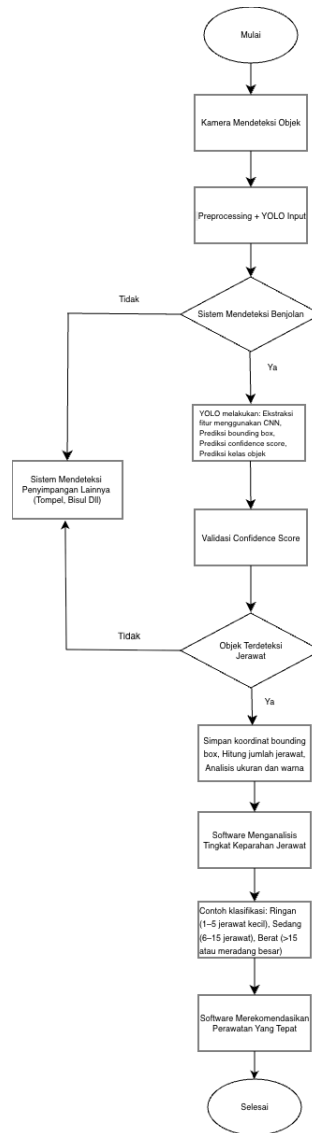 Mulai
Kamera Mendeteksi Objek
Preprocessing + YOLO Input
Tidak
Sistem Mendeteksi Benjolan
Ya
YOLO melakukan: Ekstraksi
fitur menggunakan CNN,
Prediksi bounding box,
Prediksi confidence score,
Prediksi kelas objek
Sistem Mendeteksi
Penyimpangan Lainnya
(Tompel, Bisul Dll)
Validasi Confidence Score
Tidak
Objek Terdeteksi
Jerawat
Ya
Simpan koordinat bounding
box, Hitung jumlah jerawat,
Analisis ukuran dan warna
Software Menganalisis
Tingkat Keparahan Jerawat
Contoh klasifikasi: Ringan
(1–5 jerawat kecil), Sedang
(6–15 jerawat), Berat (>15
atau meradang besar)
Software Merekomendasikan
Perawatan Yang Tepat
Selesai